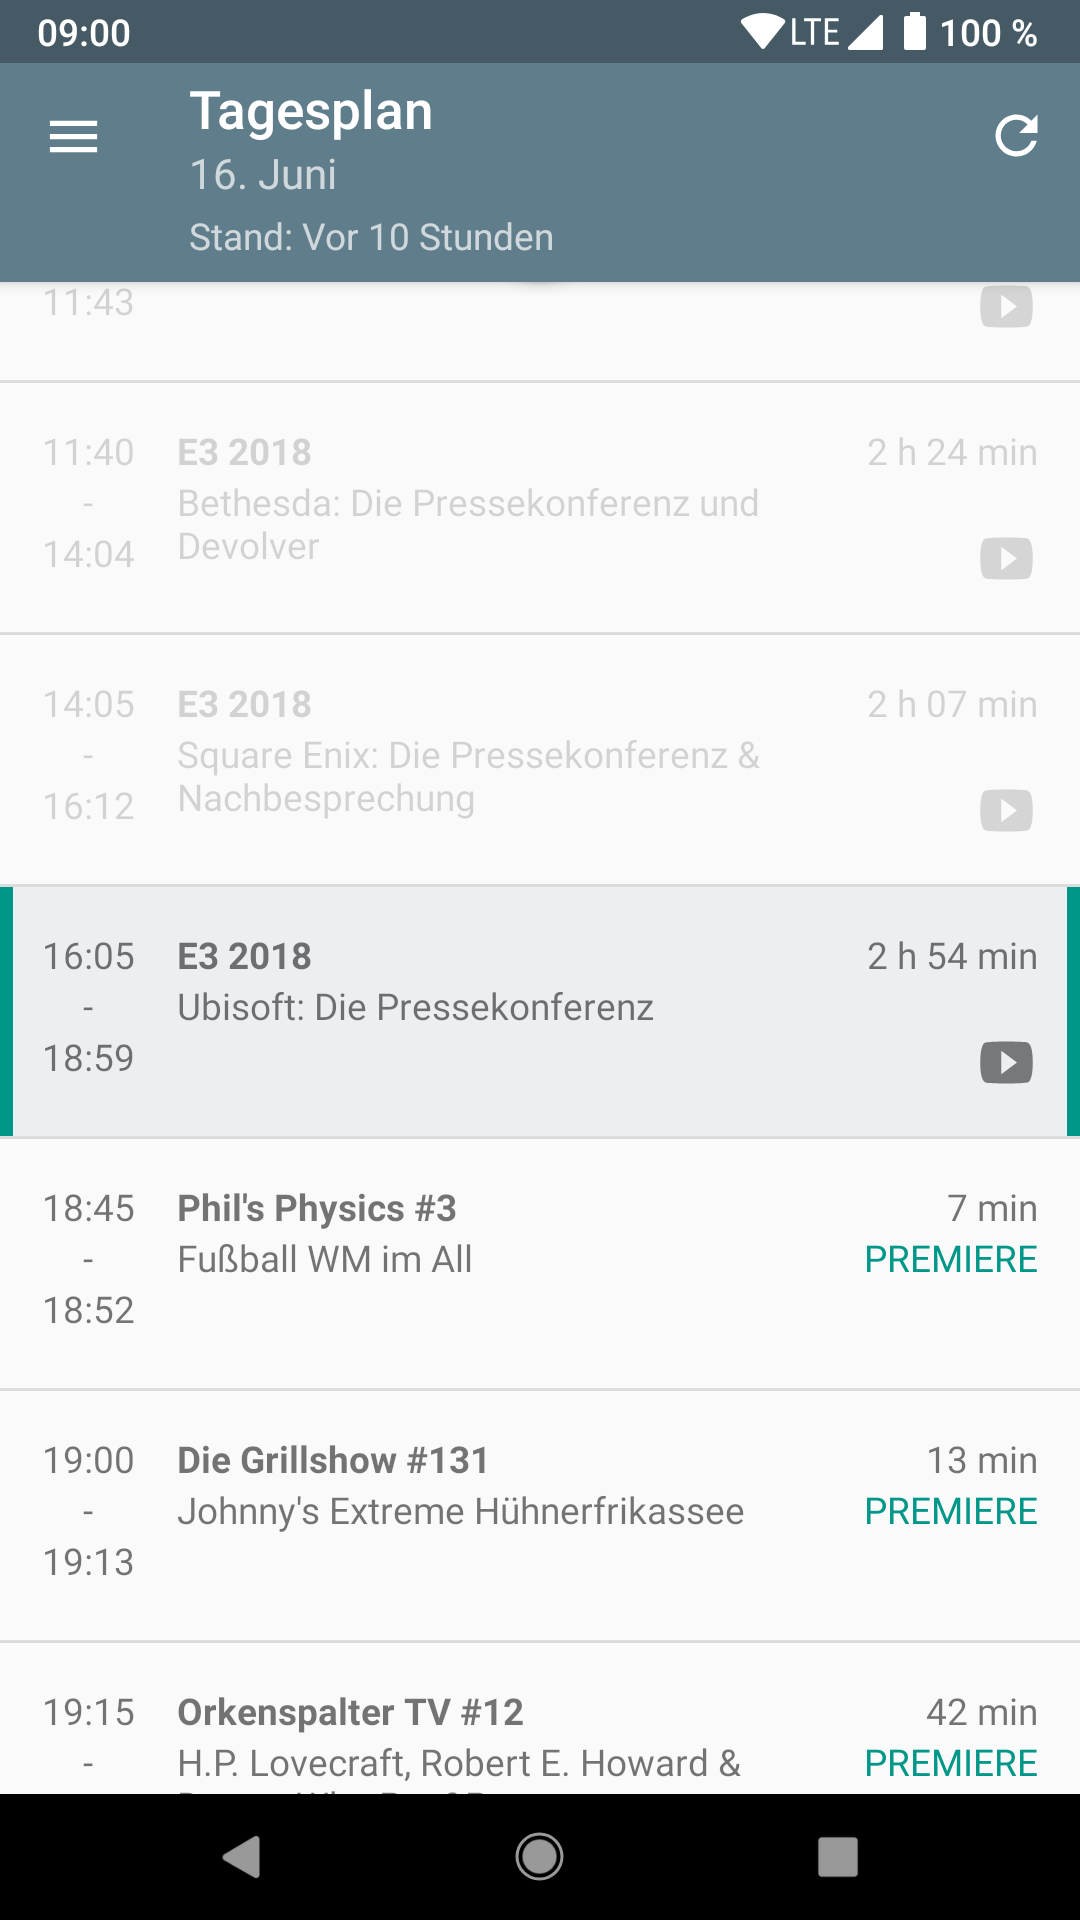 09:00 LTE 100 %
Tagesplan
16. Juni
Stand: Vor 10 Stunden
11:43
11:40 E3 2018 2 h 24 min
- Bethesda: Die Pressekonferenz und
14:04 Devolver
14:05 E3 2018 2 h 07 min
- Square Enix: Die Pressekonferenz &
16:12 Nachbesprechung
16:05 E3 2018 2 h 54 min
- Ubisoft: Die Pressekonferenz
18:59
18:45 Phil's Physics #3 7 min
- Fußball WM im All PREMIERE
18:52
19:00 Die Grillshow #131 13 min
- Johnny's Extreme Hühnerfrikassee PREMIERE
19:13
19:15 Orkenspalter TV #12 42 min
- H.P. Lovecraft, Robert E. Howard & PREMIERE